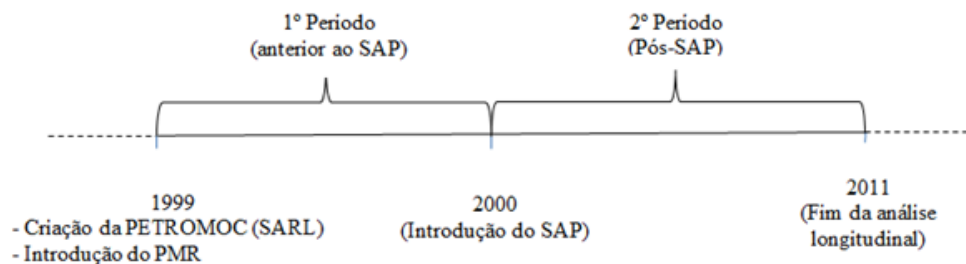 1º Periodo
(anterior ao SAP)
2º Periodo
(Pós-SAP)
1999
- Criação da PETROMOC (SARL)
- Introdução do PMR
2000
(Introdução do SAP)
2011
(Fim da análise
longitudinal)